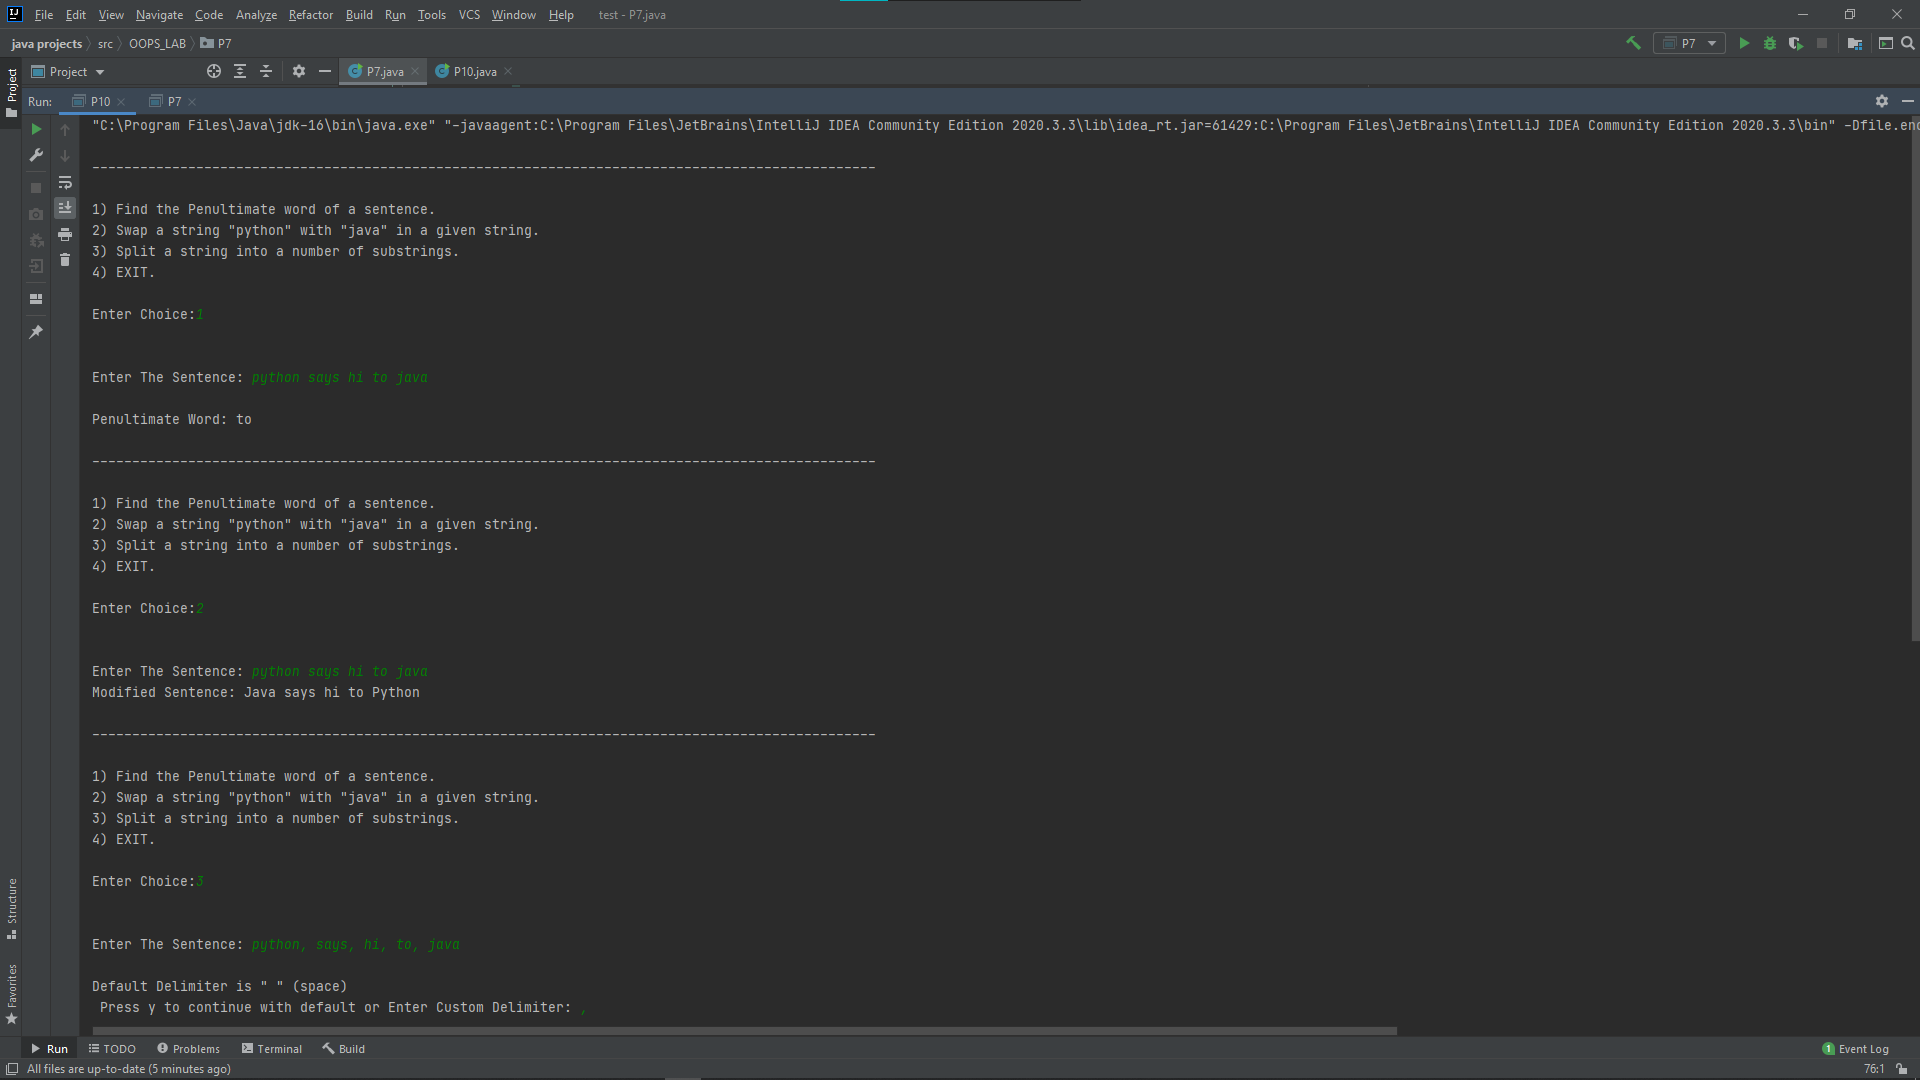 IJ File Edit View Navigate Code Analyze Refactor Build Run Tools VCS Window Help test - P7.java
java projects src OOPS_LAB P7 P7
Project Project P7.java P10.java
Run: P10 P7
"C:\Program Files\Java\jdk-16\bin\java.exe" "-javaagent:C:\Program Files\JetBrains\IntelliJ IDEA Community Edition 2020.3.3\lib\idea_rt.jar=61429:C:\Program Files\JetBrains\IntelliJ IDEA Community Edition 2020.3.3\bin" -Dfile.enc
--------------------------------------------------------------------------------------------------
1) Find the Penultimate word of a sentence.
2) Swap a string "python" with "java" in a given string.
3) Split a string into a number of substrings.
4) EXIT.
Enter Choice:1
Enter The Sentence: python says hi to java
Penultimate Word: to
--------------------------------------------------------------------------------------------------
1) Find the Penultimate word of a sentence.
2) Swap a string "python" with "java" in a given string.
3) Split a string into a number of substrings.
4) EXIT.
Enter Choice:2
Enter The Sentence: python says hi to java
Modified Sentence: Java says hi to Python
--------------------------------------------------------------------------------------------------
1) Find the Penultimate word of a sentence.
2) Swap a string "python" with "java" in a given string.
3) Split a string into a number of substrings.
4) EXIT.
Enter Choice:3
Structure
Enter The Sentence: python, says, hi, to, java
Favorites
Default Delimiter is " " (space)
Press y to continue with default or Enter Custom Delimiter: ,
Run TODO Problems Terminal Build 1 Event Log
All files are up-to-date (5 minutes ago) 76:1